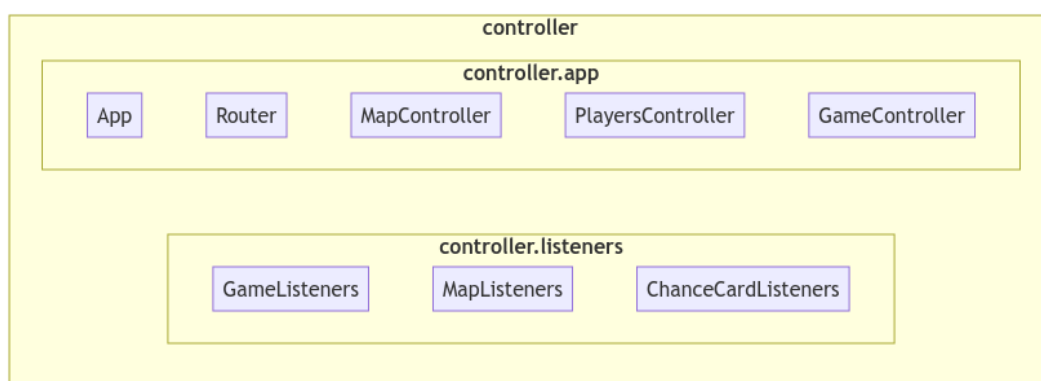 controller
controller.app
App Router MapController PlayersController GameController
controller.listeners
GameListeners MapListeners ChanceCardListeners